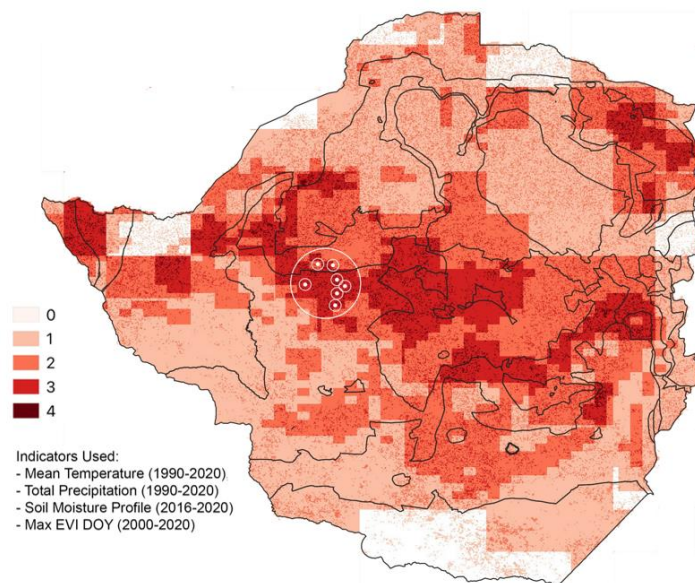 0
1
2
3
4
Indicators Used:
- Mean Temperature (1990-2020)
- Total Precipitation (1990-2020)
- Soil Moisture Profile (2016-2020)
- Max EVI DOY (2000-2020)